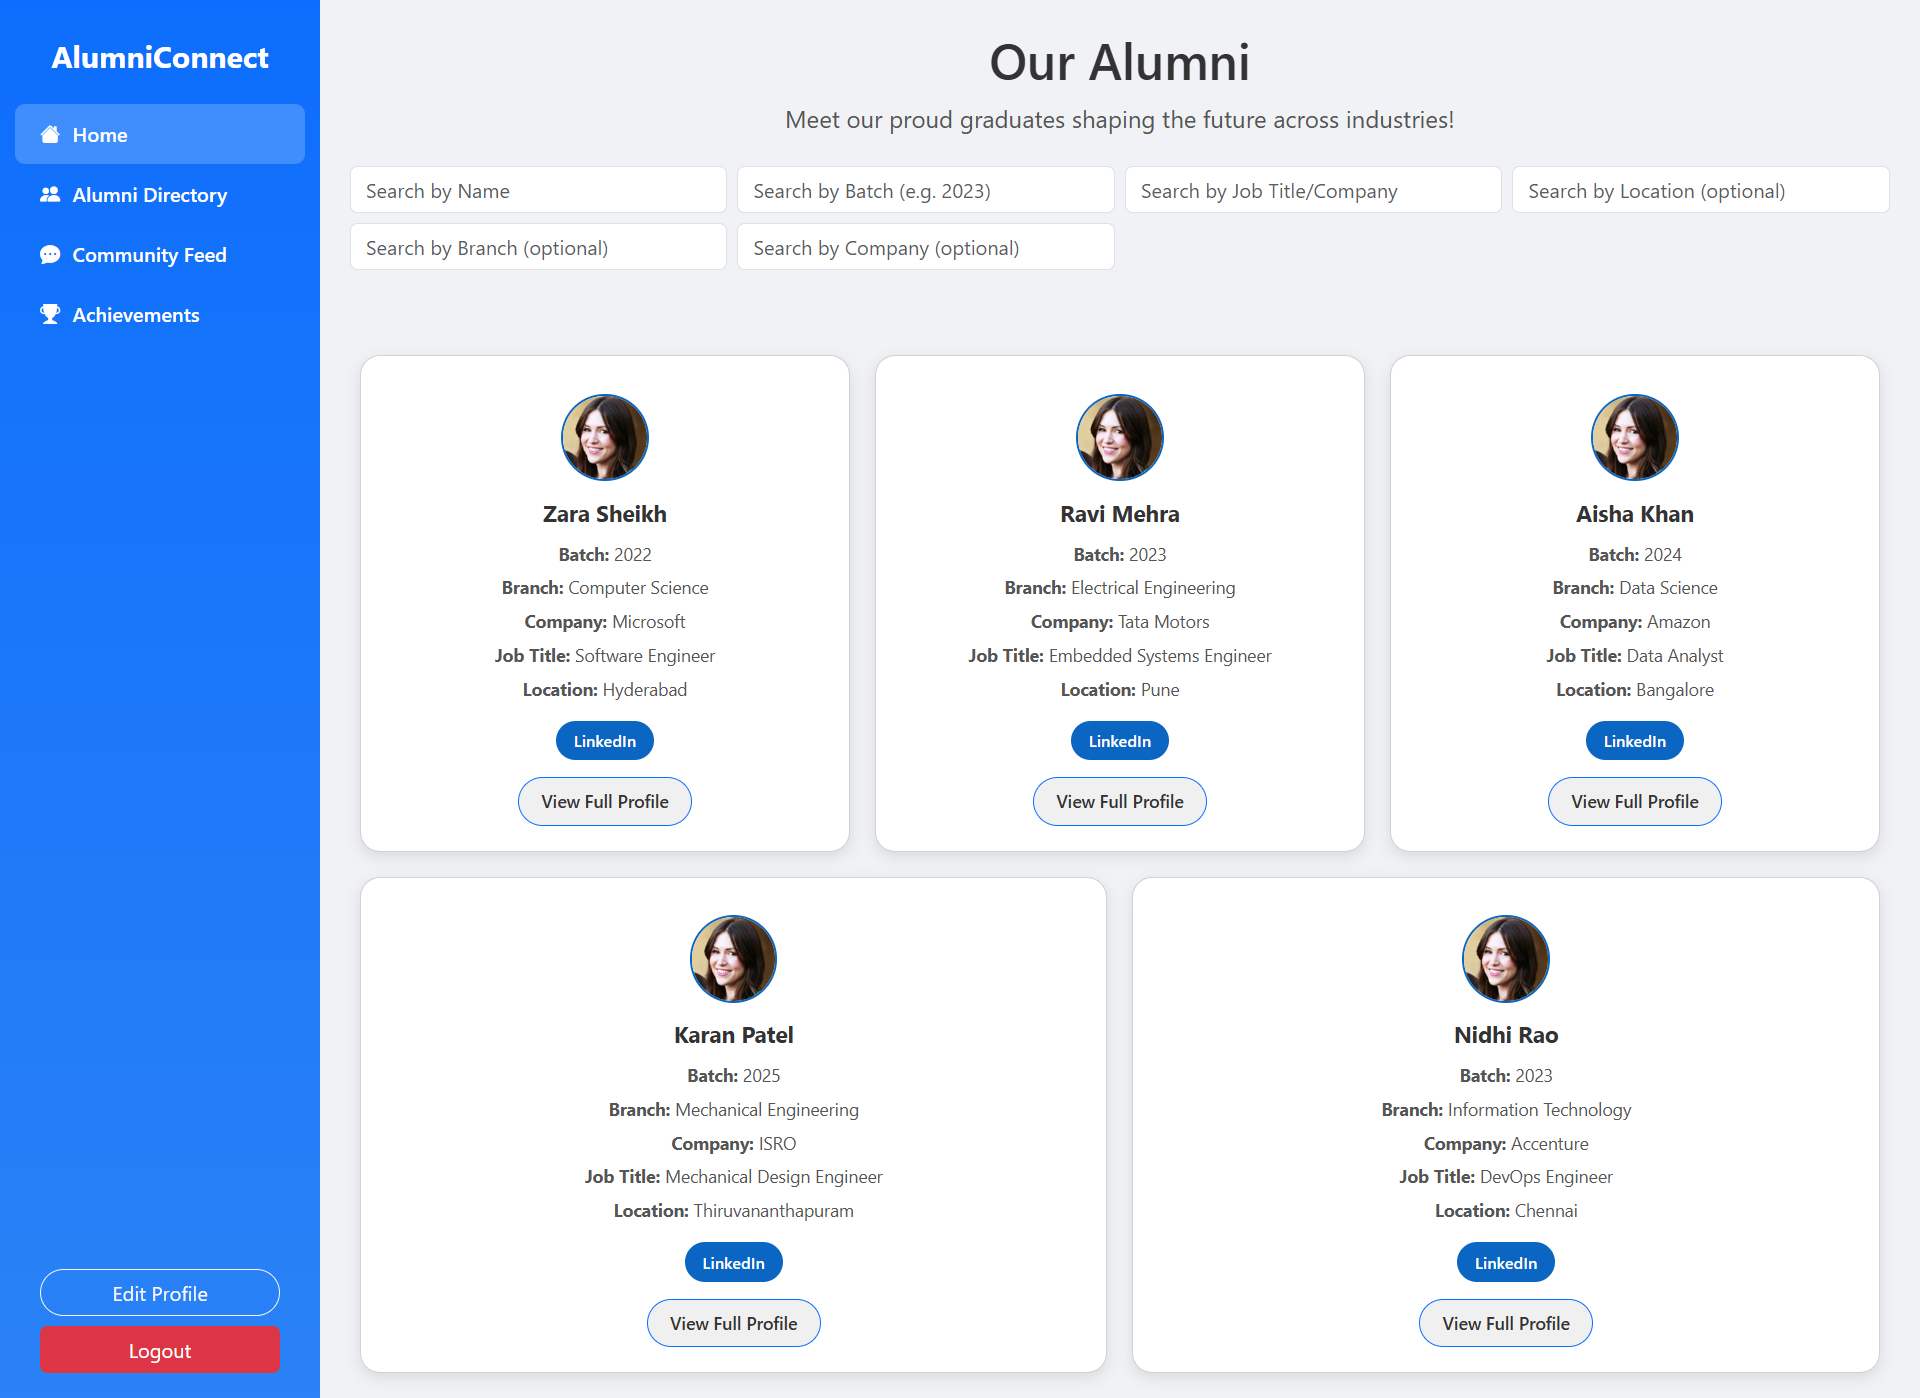 AlumniConnect
Home
Alumni Directory
Community Feed
Achievements
Edit Profile
Logout
Our Alumni
Meet our proud graduates shaping the future across industries!
Search by Name
Search by Batch (e.g. 2023)
Search by Job Title/Company
Search by Location (optional)
Search by Branch (optional)
Search by Company (optional)
Zara Sheikh
Batch: 2022
Branch: Computer Science
Company: Microsoft
Job Title: Software Engineer
Location: Hyderabad
LinkedIn
View Full Profile
Ravi Mehra
Batch: 2023
Branch: Electrical Engineering
Company: Tata Motors
Job Title: Embedded Systems Engineer
Location: Pune
LinkedIn
View Full Profile
Aisha Khan
Batch: 2024
Branch: Data Science
Company: Amazon
Job Title: Data Analyst
Location: Bangalore
LinkedIn
View Full Profile
Karan Patel
Batch: 2025
Branch: Mechanical Engineering
Company: ISRO
Job Title: Mechanical Design Engineer
Location: Thiruvananthapuram
LinkedIn
View Full Profile
Nidhi Rao
Batch: 2023
Branch: Information Technology
Company: Accenture
Job Title: DevOps Engineer
Location: Chennai
LinkedIn
View Full Profile